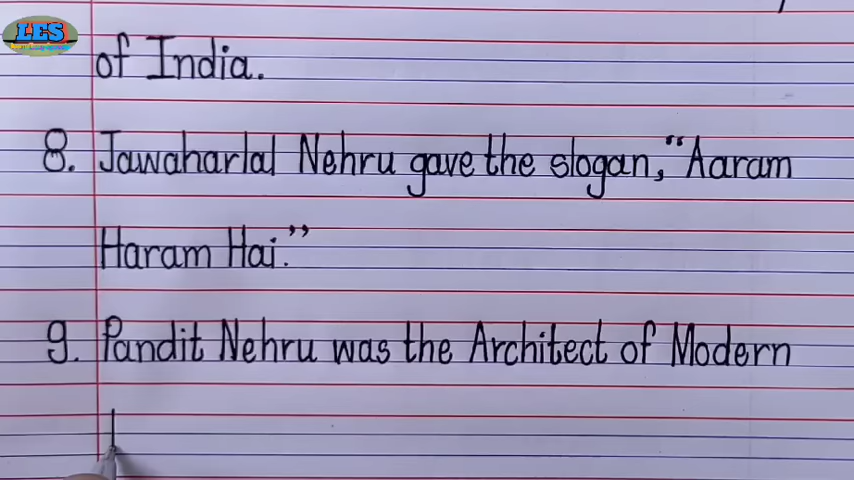 LES
of India.
8. Jawaharlal Nehru gave the slogan, "Aaram
Haram Hai."
9. Pandit Nehru was the Architect of Modern